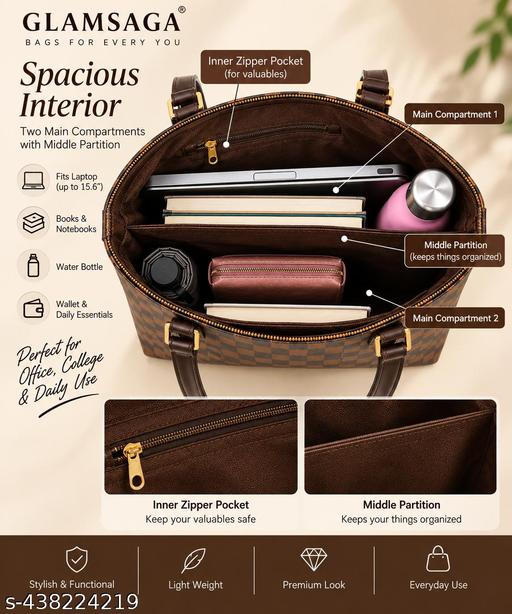 GLAMSAGA®
BAGS FOR EVERY YOU
Spacious
Interior
Two Main Compartments
with Middle Partition
Fits Laptop
(up to 15.6")
Books &
Notebooks
Water Bottle
Wallet &
Daily Essentials
Perfect for
Office, College
& Daily Use
Inner Zipper Pocket
(for valuables)
Main Compartment 1
Middle Partition
(keeps things organized)
Main Compartment 2
Inner Zipper Pocket
Keep your valuables safe
Middle Partition
Keeps your things organized
Stylish & Functional
Light Weight
Premium Look
Everyday Use
s-438224219